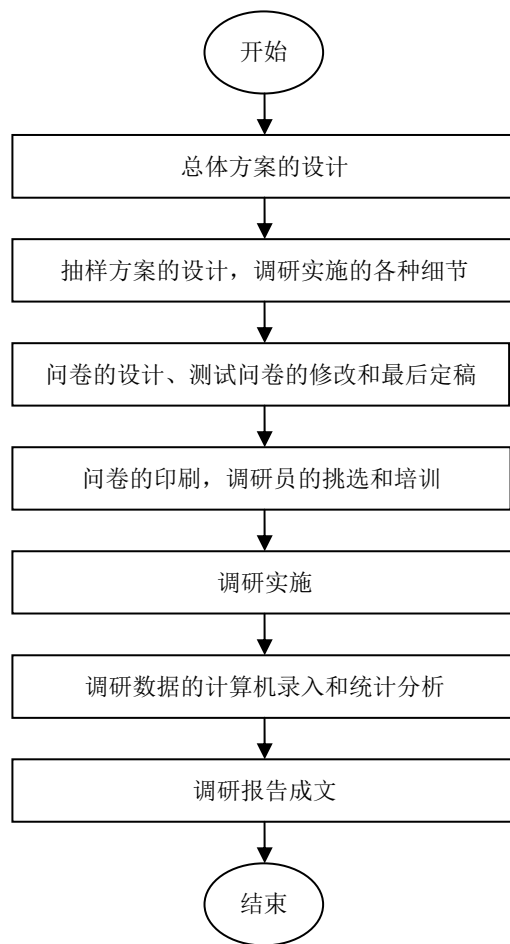 开始
总体方案的设计
抽样方案的设计，调研实施的各种细节
问卷的设计、测试问卷的修改和最后定稿
问卷的印刷，调研员的挑选和培训
调研实施
调研数据的计算机录入和统计分析
调研报告成文
结束